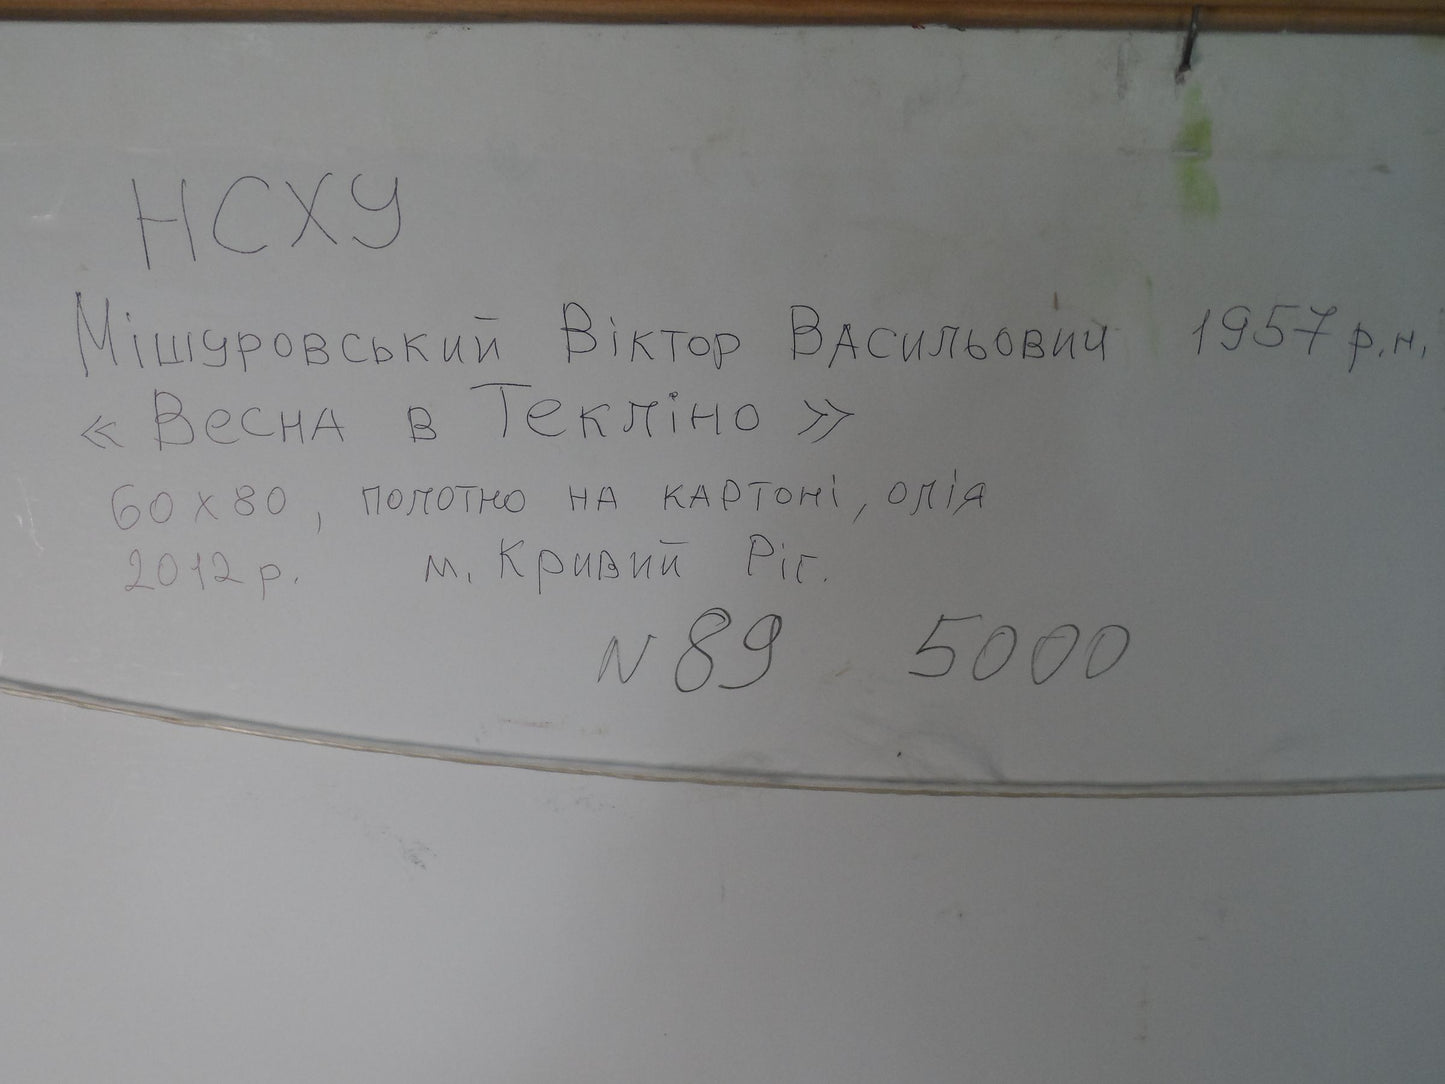 НСХУ
Мішуровський Віктор Васильович 1957 р.н.
« Весна в Текліно »
60 х 80, полотно на картоні, олія
2012 р. м. Кривий Ріг.
N 89 5000